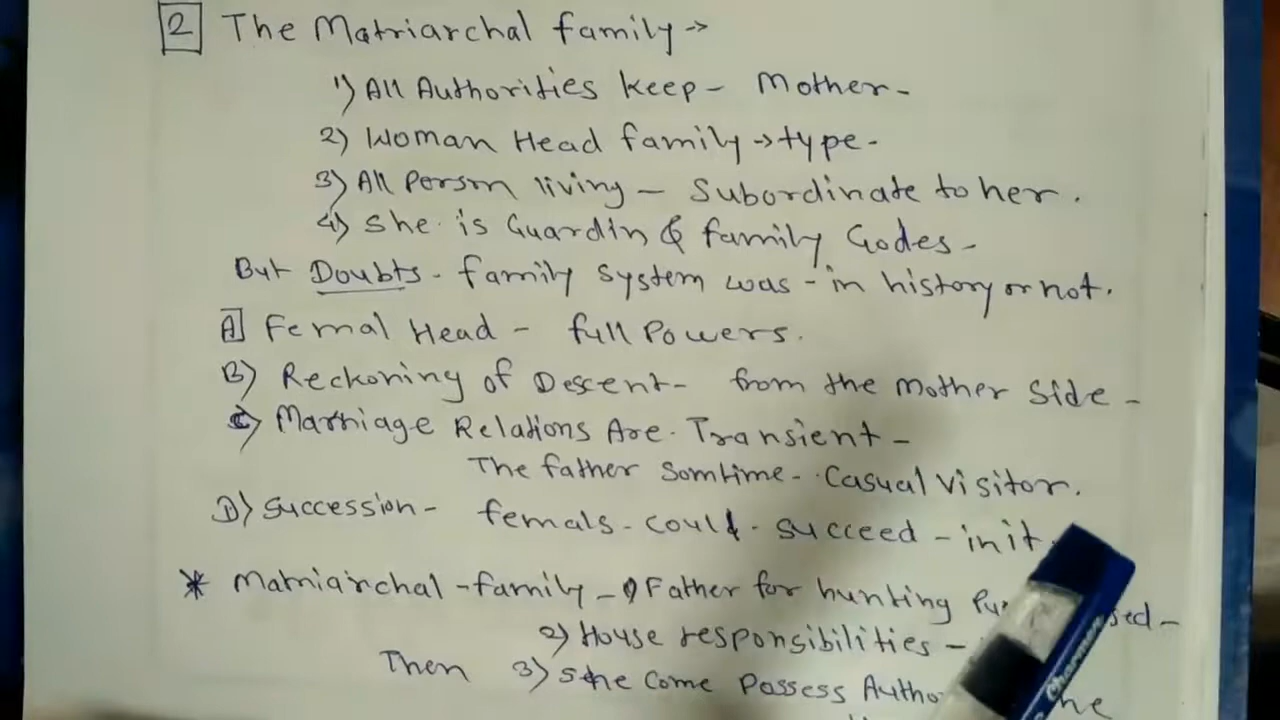 2 The Matriarchal family →
1) All Authorities keep - Mother -
2) Woman Head family → type -
3) All Person living - Subordinate to her.
4) She is Guardin & family Godes -
But Doubts - family system was - in history or not.
A Femal Head - full Powers.
B) Reckoning of Descent - from the mother Side -
C) Marriage Relations Are. Transient -
The father Somtime - Casual Visitor.
D) Succession - femals - could - succeed - in it.
* Matriarchal - family - 1) Father for hunting
2) House responsibilities -
Then 3) She Come Possess